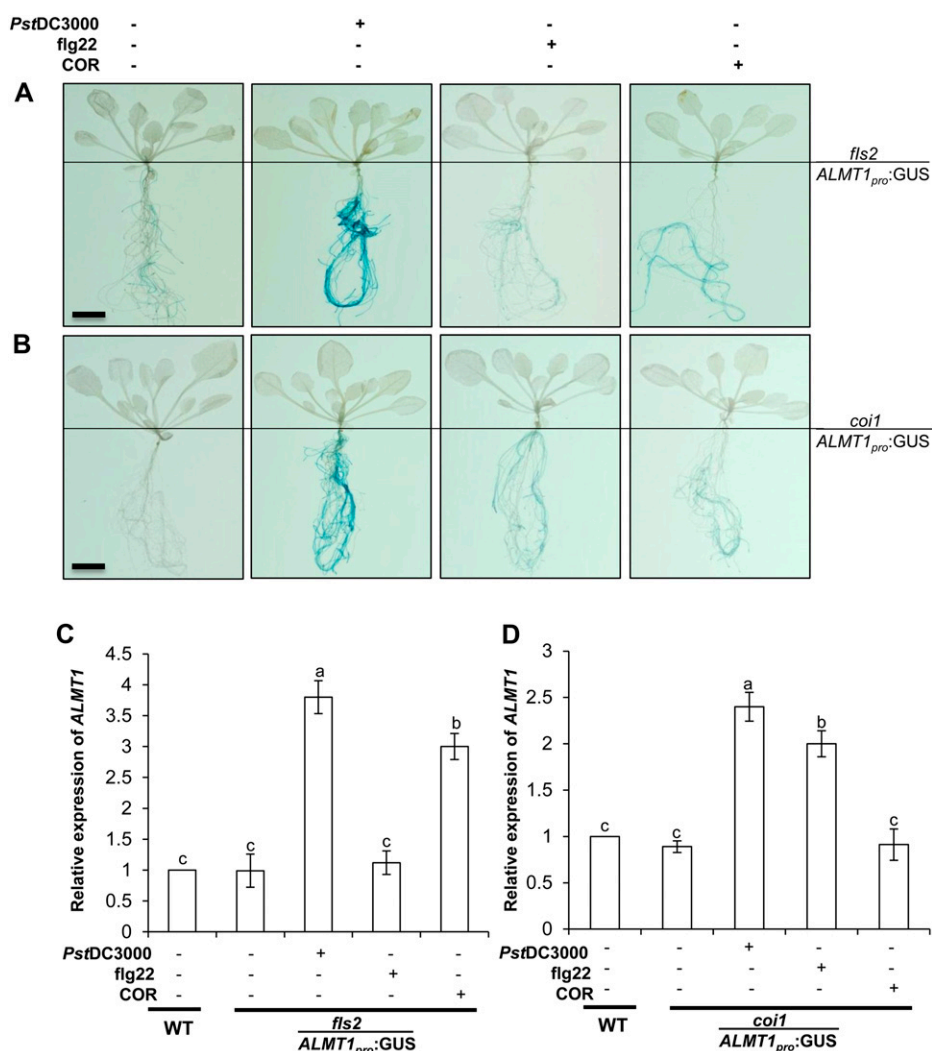 PstDC3000 - + - -
flg22 - - + -
COR - - - +
A
fls2
ALMT1pro:GUS
B
coi1
ALMT1pro:GUS
C
Relative expression of ALMT1
4.5
4
3.5
3
2.5
2
1.5
1
0.5
0
c c a c b
PstDC3000 - - + - -
flg22 - - - + -
COR - - - - +
WT
fls2
ALMT1pro:GUS
D
Relative expression of ALMT1
3
2.5
2
1.5
1
0.5
0
c c a b c
PstDC3000 - - + - -
flg22 - - - + -
COR - - - - +
WT
coi1
ALMT1pro:GUS